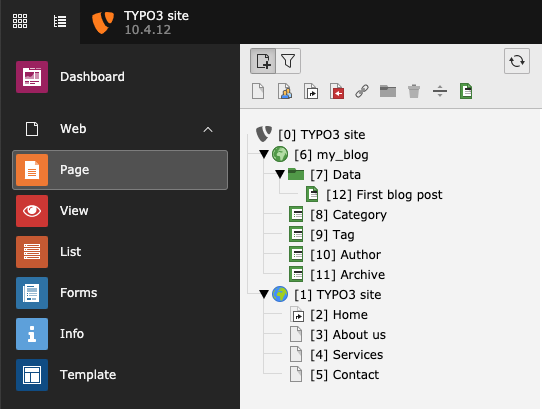 TYPO3 site
10.4.12
Dashboard
Web
Page
View
List
Forms
Info
Template
[0] TYPO3 site
[6] my_blog
[7] Data
[12] First blog post
[8] Category
[9] Tag
[10] Author
[11] Archive
[1] TYPO3 site
[2] Home
[3] About us
[4] Services
[5] Contact